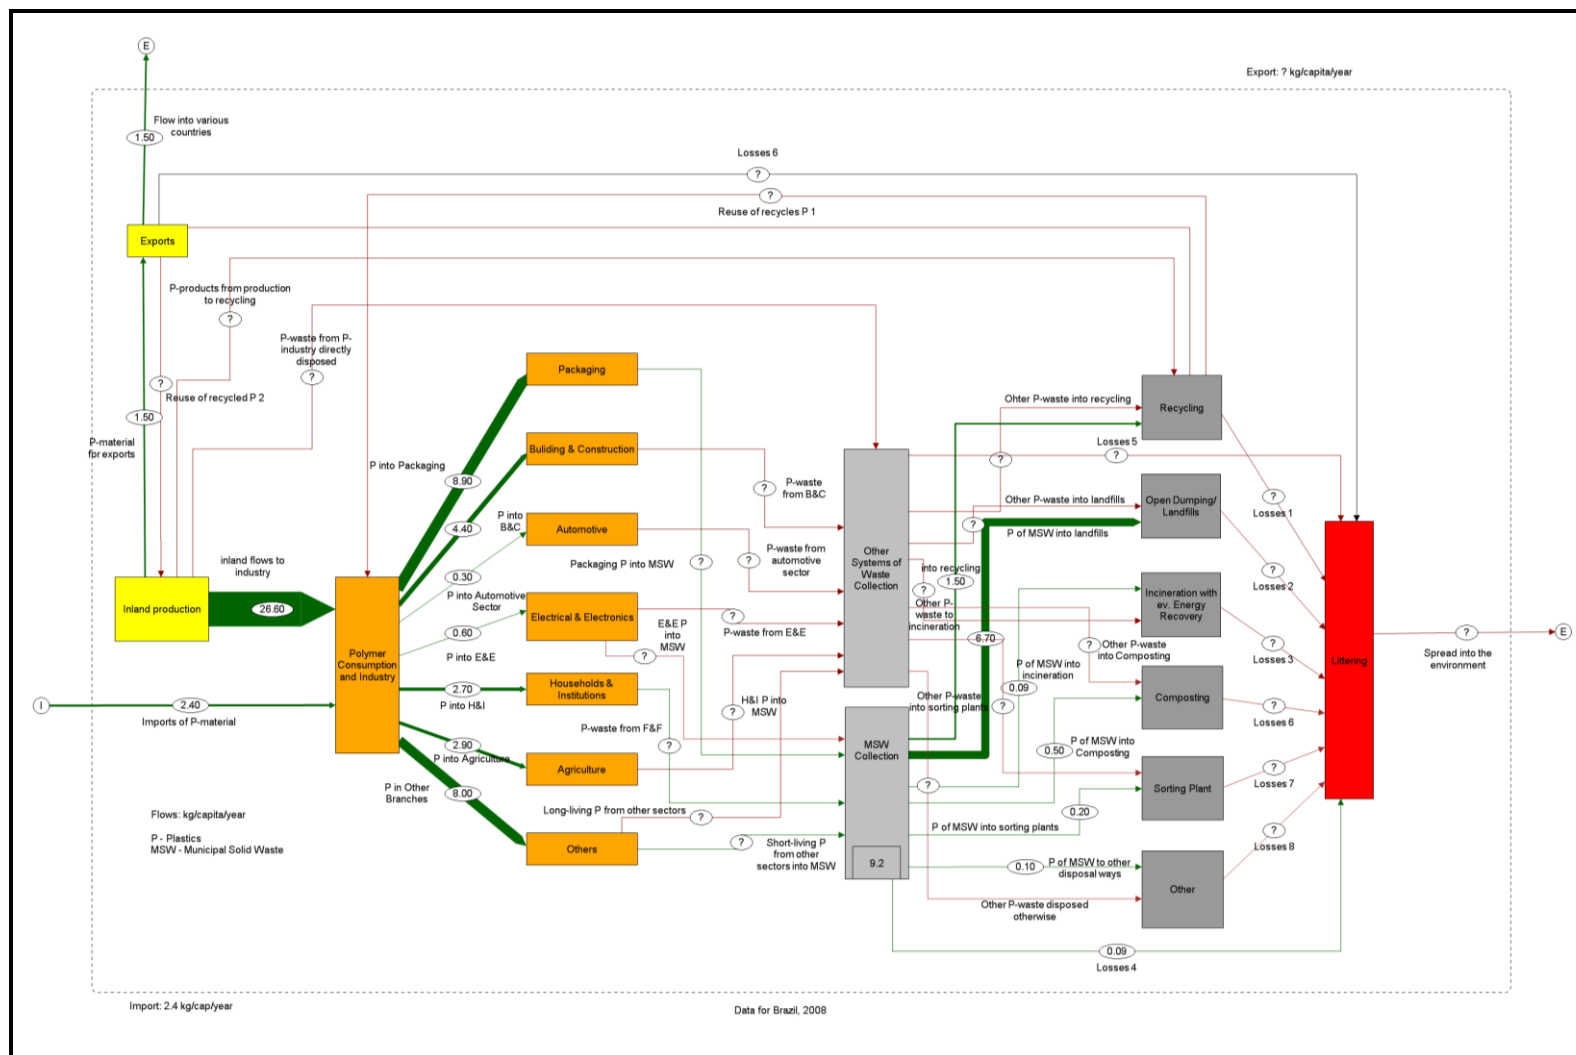 E
Export: ? kg/capita/year
Flow into various
countries
1.50
Losses 6
?
?
Reuse of recycles P 1
Exports
P-products from production
to recycling
?
P-waste from P-
industry directly
disposed
?
?
Reuse of recycled P 2
1.50
P-material
for exports
Packaging
Recycling
Ohter P-waste into recycling
Building & Construction
P into Packaging
8.90
Losses 5
?
?
P-waste
from B&C
?
Other P-waste into landfills
?
Open Dumping/
Landfills
?
Losses 1
P into
B&C
4.40
Automotive
P of MSW into landfills
inland flows to
industry
Packaging P into MSW
?
P-waste from
automotive
sector
?
Other
Systems of
Waste
Collection
into recycling
1.50
0.30
P into Automotive
Sector
?
Losses 2
Inland production
26.60
Electrical & Electronics
?
P-waste from E&E
?
Other P-
waste to
incineration
Incineration with
ev. Energy
Recovery
0.60
P into E&E
E&E P
into
MSW
?
6.70
?
Other P-waste
into Composting
?
Losses 3
?
Spread into the
environment
E
Littering
Polymer
Consumption
and Industry
Households &
Institutions
2.70
P into H&I
H&I P into
MSW
?
P of MSW into
incineration
0.09
Other P-waste
into sorting plants
?
Composting
?
Losses 6
I
2.40
Imports of P-material
P-waste from F&F
?
MSW
Collection
0.50
P of MSW into
Composting
2.90
P into Agriculture
Agriculture
?
Sorting Plant
?
Losses 7
P in Other
Branches
8.00
Long-living P from other sectors
?
0.20
P of MSW into sorting plants
Flows: kg/capita/year
P - Plastics
MSW - Municipal Solid Waste
Others
?
Short-living P
from other
sectors into MSW
9.2
0.10
P of MSW to other
disposal ways
Other
?
Losses 8
Other P-waste disposed
otherwise
0.09
Losses 4
Import: 2.4 kg/cap/year
Data for Brazil, 2008